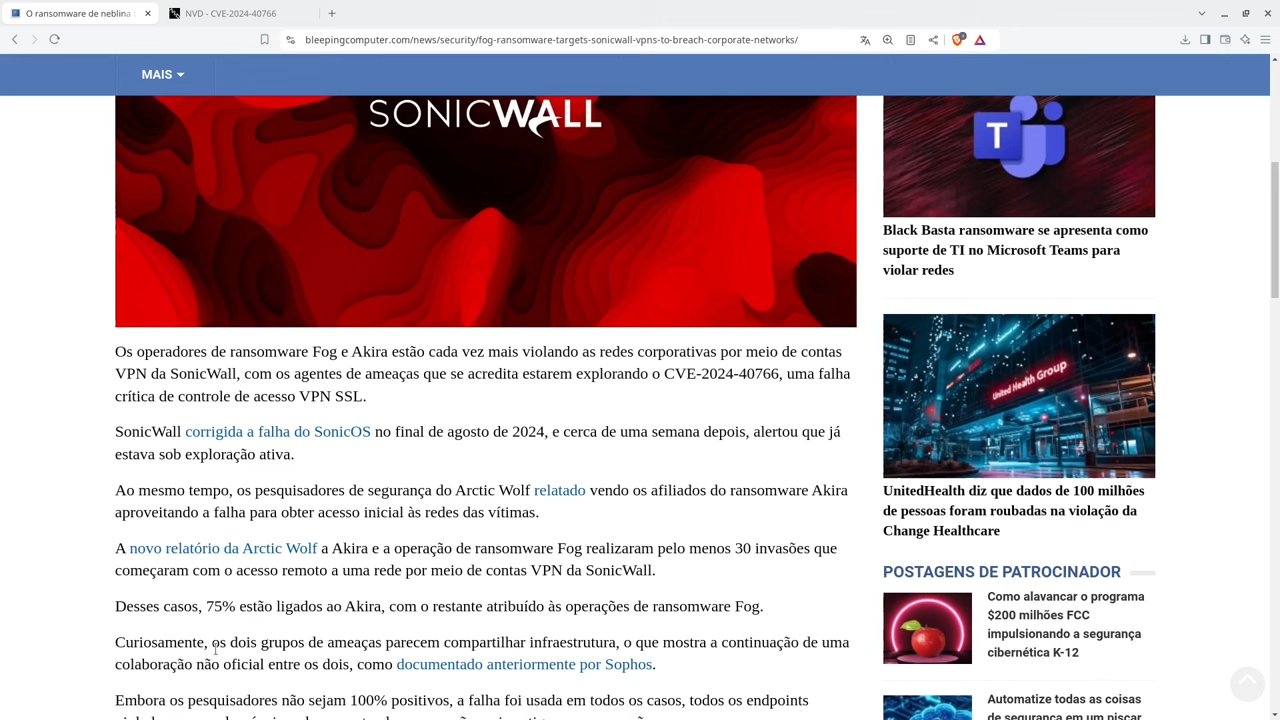 O ransomware de neblina
NVD - CVE-2024-40766
bleepingcomputer.com/news/security/fog-ransomware-targets-sonicwall-vpns-to-breach-corporate-networks/
MAIS
SONICWALL
Os operadores de ransomware Fog e Akira estão cada vez mais violando as redes corporativas por meio de contas
VPN da SonicWall, com os agentes de ameaças que se acredita estarem explorando o CVE-2024-40766, uma falha
crítica de controle de acesso VPN SSL.
SonicWall corrigida a falha do SonicOS no final de agosto de 2024, e cerca de uma semana depois, alertou que já
estava sob exploração ativa.
Ao mesmo tempo, os pesquisadores de segurança do Arctic Wolf relatado vendo os afiliados do ransomware Akira
aproveitando a falha para obter acesso inicial às redes das vítimas.
A novo relatório da Arctic Wolf a Akira e a operação de ransomware Fog realizaram pelo menos 30 invasões que
começaram com o acesso remoto a uma rede por meio de contas VPN da SonicWall.
Desses casos, 75% estão ligados ao Akira, com o restante atribuído às operações de ransomware Fog.
Curiosamente, os dois grupos de ameaças parecem compartilhar infraestrutura, o que mostra a continuação de uma
colaboração não oficial entre os dois, como documentado anteriormente por Sophos.
Embora os pesquisadores não sejam 100% positivos, a falha foi usada em todos os casos, todos os endpoints
T
Black Basta ransomware se apresenta como
suporte de TI no Microsoft Teams para
violar redes
United Health Group
UnitedHealth diz que dados de 100 milhões
de pessoas foram roubadas na violação da
Change Healthcare
POSTAGENS DE PATROCINADOR
Como alavancar o programa
$200 milhões FCC
impulsionando a segurança
cibernética K-12
Automatize todas as coisas
de segurança em um piscar